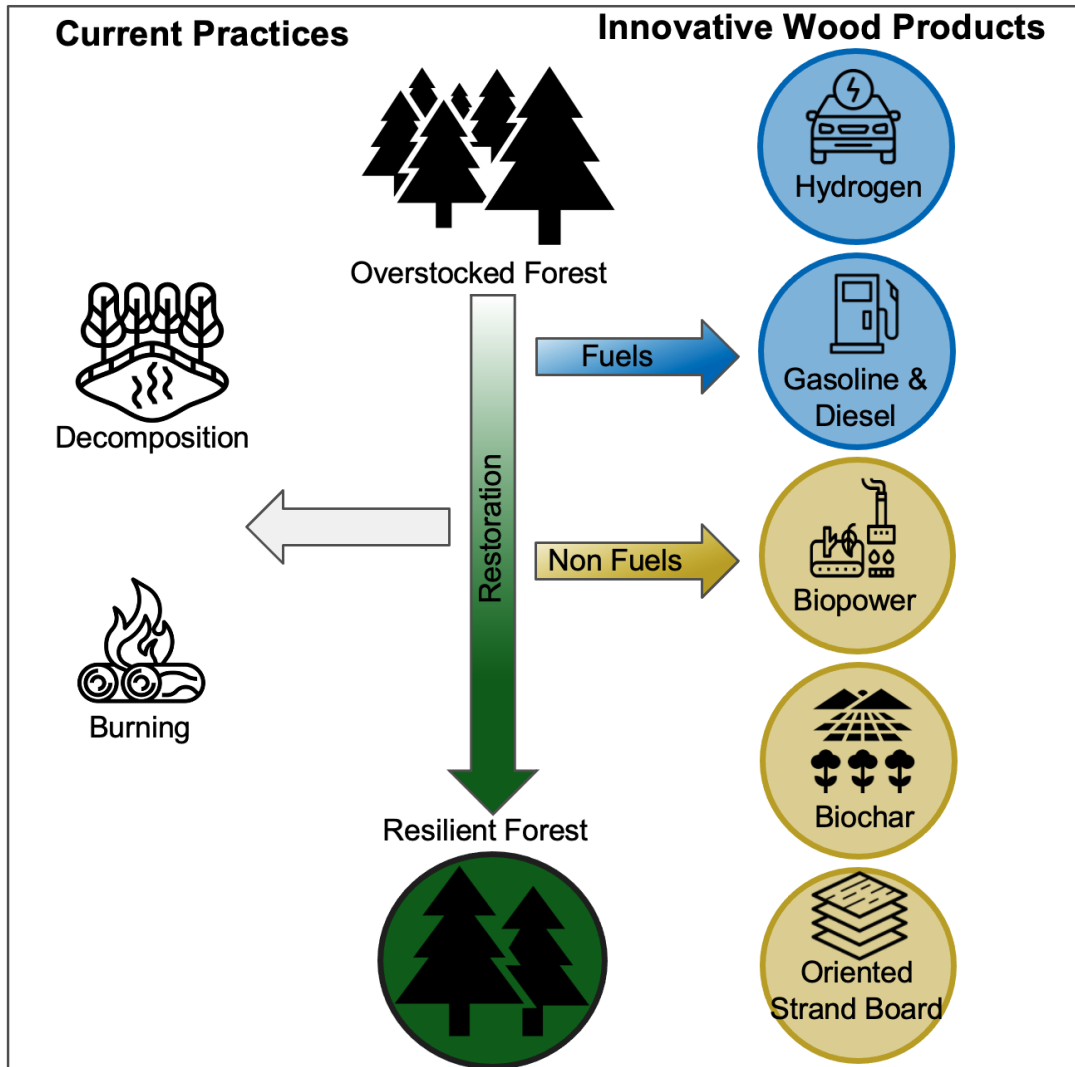 Current Practices
Innovative Wood Products
Hydrogen
Overstocked Forest
Fuels
Gasoline &
Diesel
Decomposition
Restoration
Non Fuels
Biopower
Burning
Biochar
Resilient Forest
Oriented
Strand Board